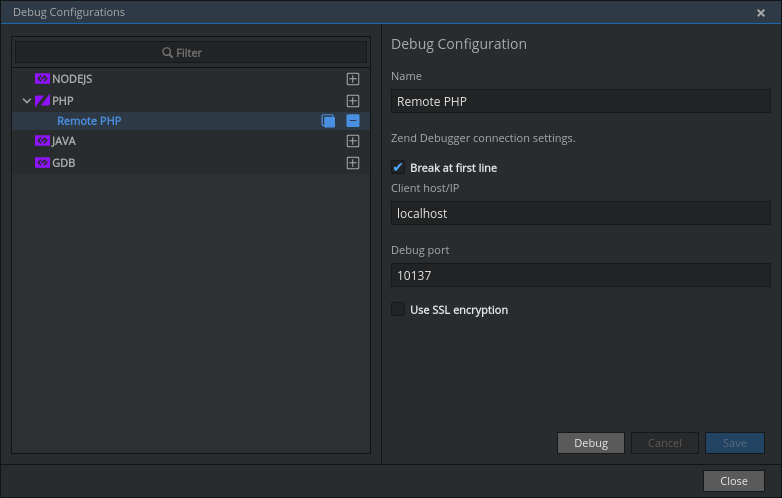 Debug Configurations
Filter
NODEJS
PHP
Remote PHP
JAVA
GDB
Debug Configuration
Name
Remote PHP
Zend Debugger connection settings.
Break at first line
Client host/IP
localhost
Debug port
10137
Use SSL encryption
Debug Cancel Save
Close